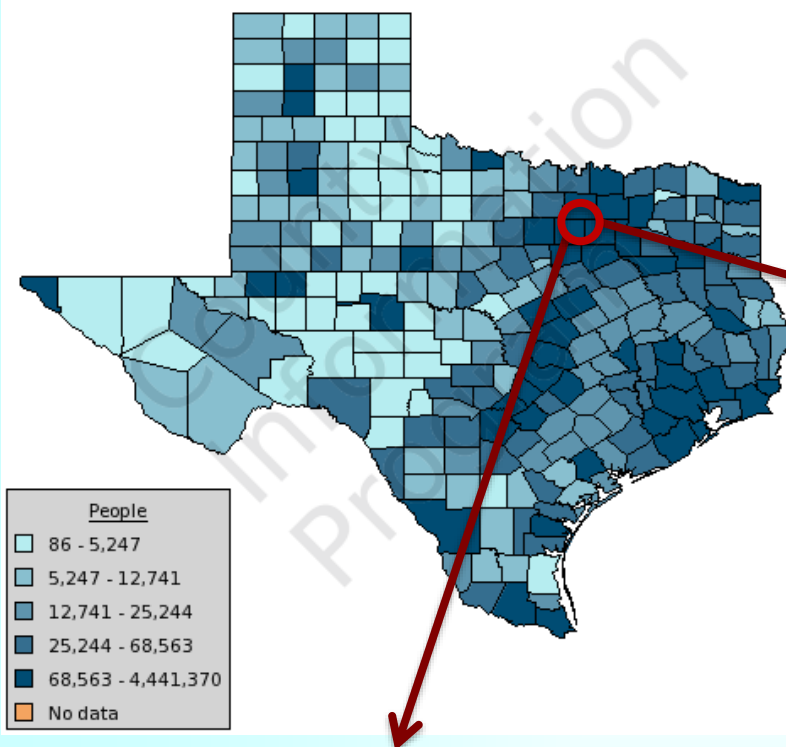 County
Information
Program
People
86 - 5,247
5,247 - 12,741
12,741 - 25,244
25,244 - 68,563
68,563 - 4,441,370
No data